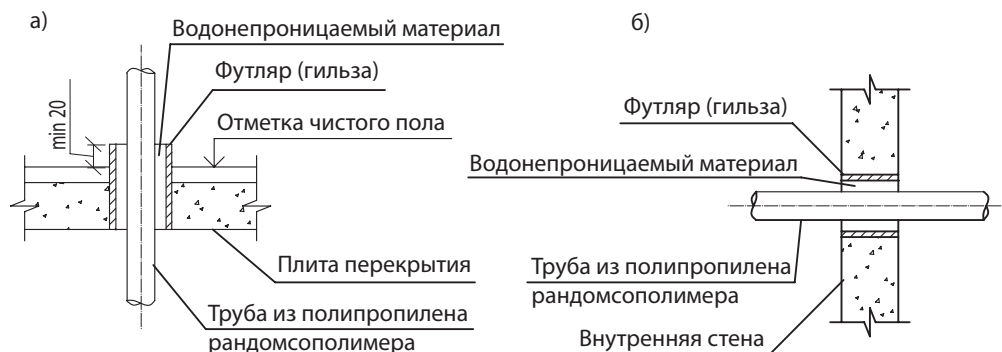 а)
Водонепроницаемый материал
Футляр (гильза)
Отметка чистого пола
min 20
Плита перекрытия
Труба из полипропилена
рандомсополимера
б)
Футляр (гильза)
Водонепроницаемый материал
Труба из полипропилена
рандомсополимера
Внутренняя стена